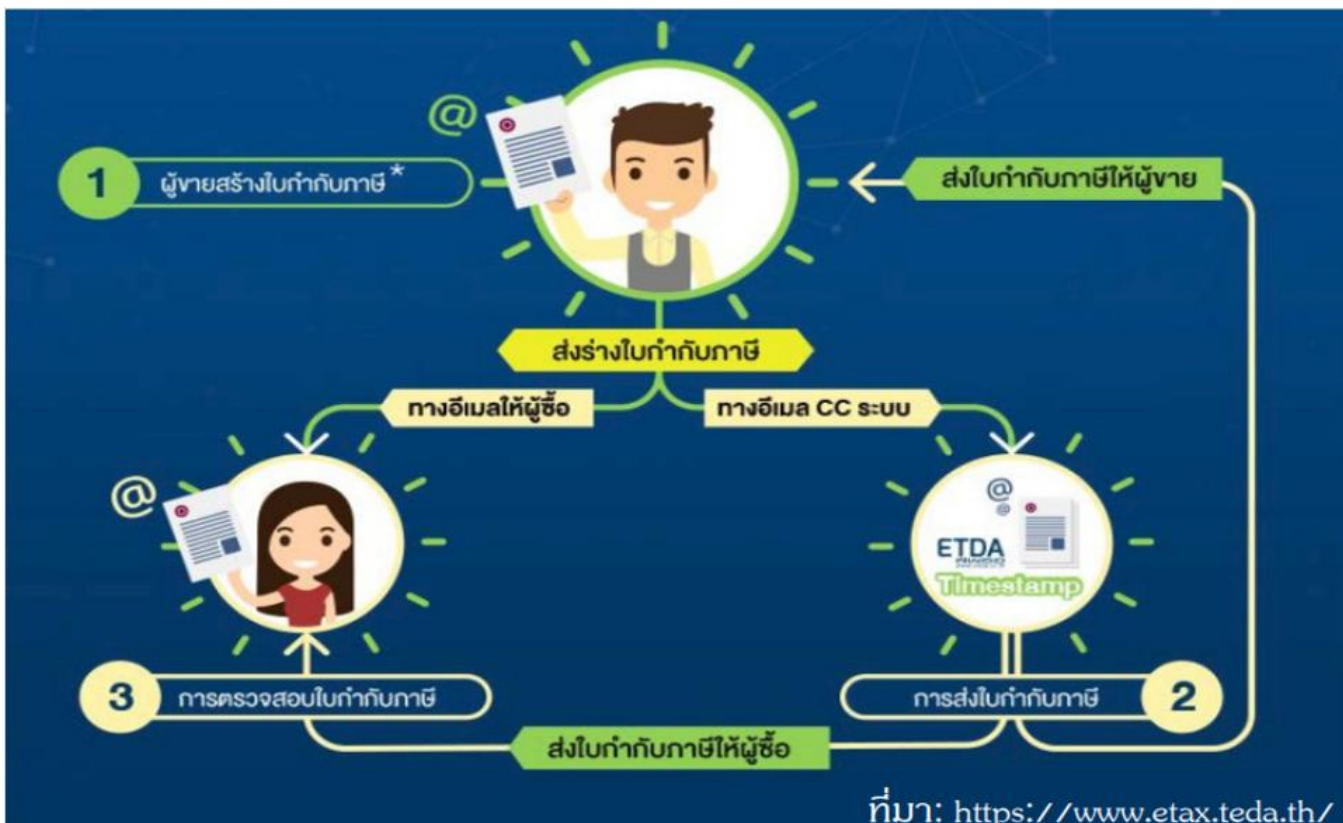 @
1
ผู้ขายสร้างใบกำกับภาษี *
ส่งใบกำกับภาษีให้ผู้ขาย
ส่งร่างใบกำกับภาษี
ทางอีเมลให้ผู้ซื้อ
ทางอีเมล CC ระบบ
@
@
@
ETDA
Timestamp
3
การตรวจสอบใบกำกับภาษี
การส่งใบกำกับภาษี
2
ส่งใบกำกับภาษีให้ผู้ซื้อ
ที่มา: https://www.etax.teda.th/